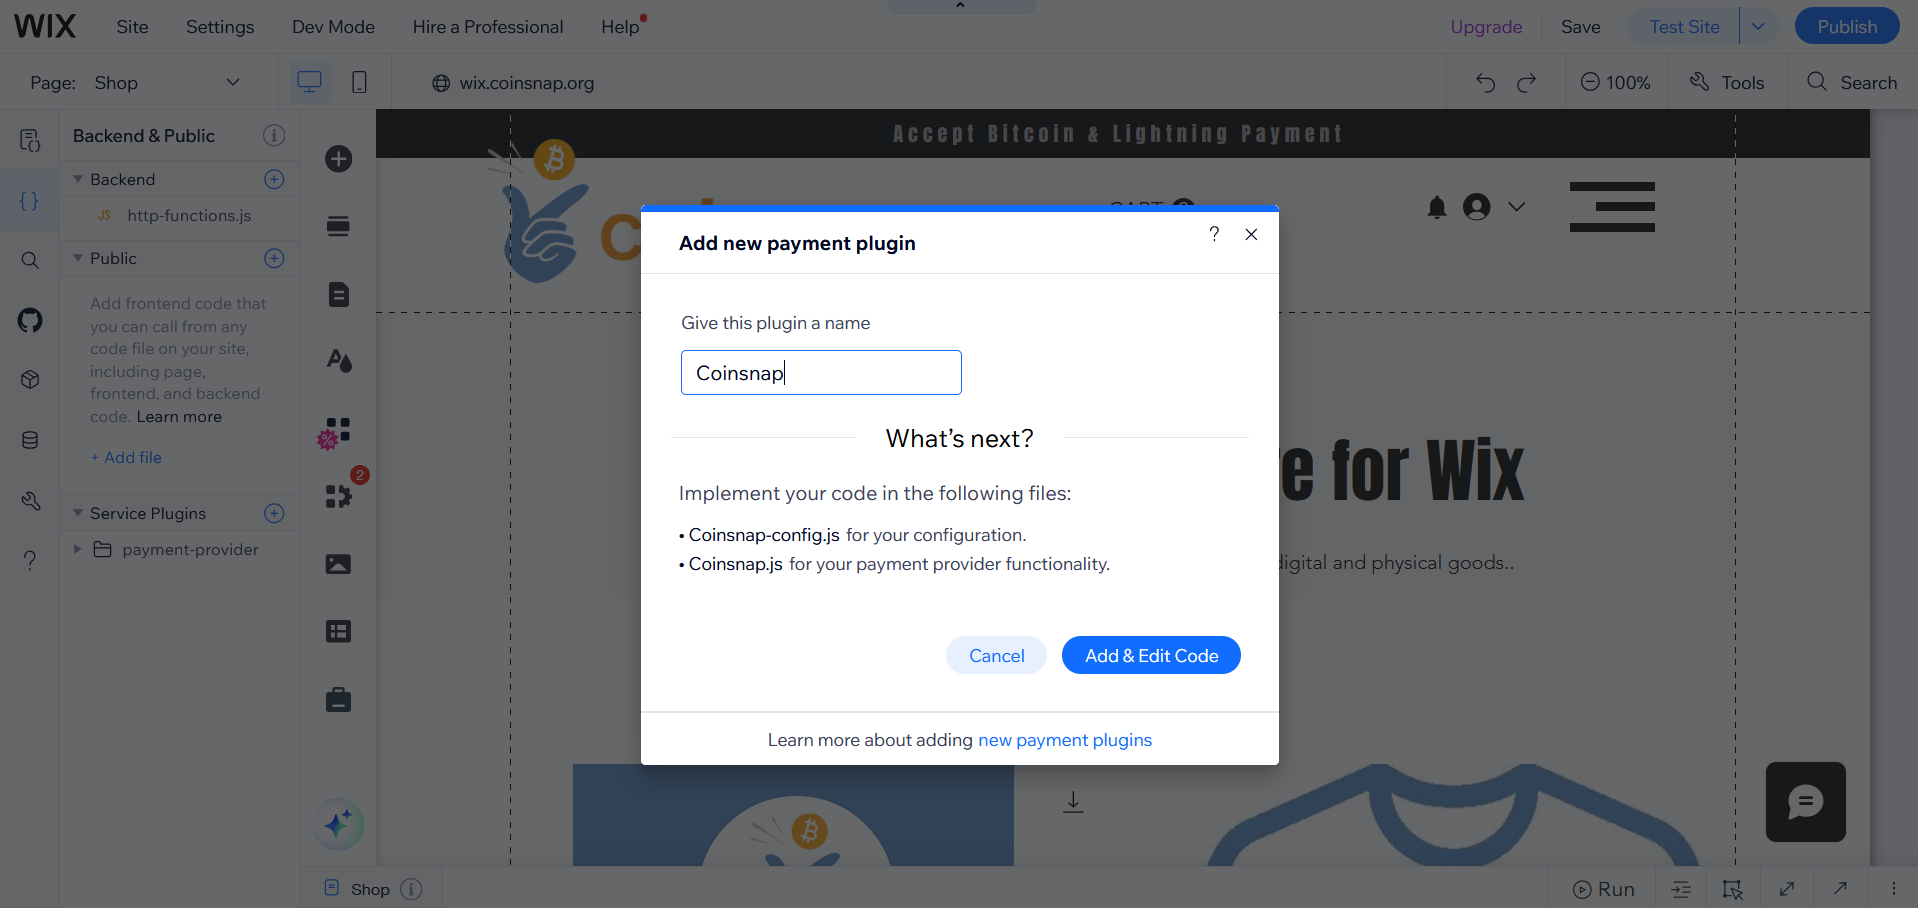 WIX Site Settings Dev Mode Hire a Professional Help Upgrade Save Test Site Publish
Page: Shop wix.coinsnap.org 100% Tools Search
Backend & Public
Backend
JS http-functions.js
Public
Add frontend code that
you can call from any
code file on your site,
including page,
frontend, and backend
code. Learn more
+ Add file
Service Plugins
payment-provider
2
Accept Bitcoin & Lightning Payment
Add new payment plugin
?
Give this plugin a name
Coinsnap
What's next?
Implement your code in the following files:
• Coinsnap-config.js for your configuration.
• Coinsnap.js for your payment provider functionality.
Cancel Add & Edit Code
Learn more about adding new payment plugins
e for Wix
digital and physical goods..
Shop
Run